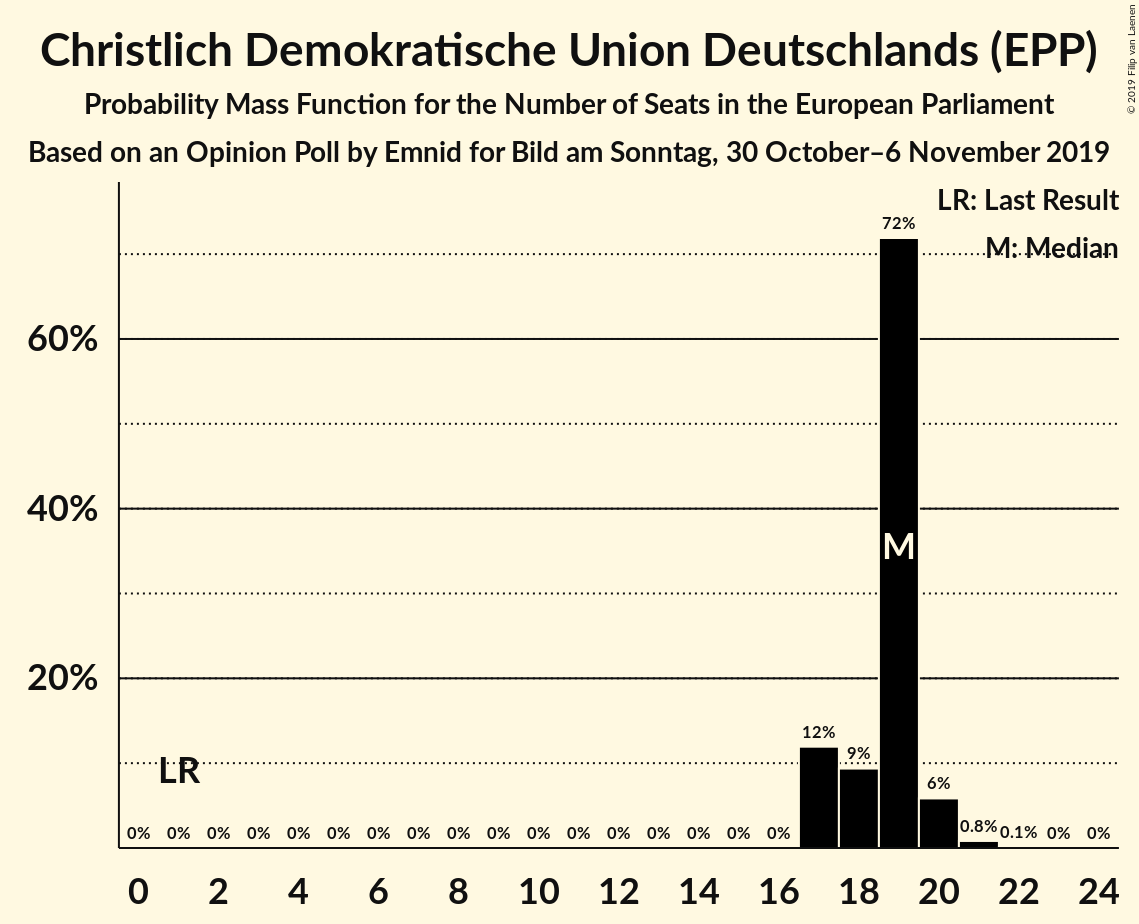 Christlich Demokratische Union Deutschlands (EPP)
Probability Mass Function for the Number of Seats in the European Parliament
Based on an Opinion Poll by Emnid for Bild am Sonntag, 30 October–6 November 2019
© 2019 Filip van Laenen
LR: Last Result
M: Median
72%
60%
40%
M
20%
12%
9%
6%
LR
0% 0% 0% 0% 0% 0% 0% 0% 0% 0% 0% 0% 0% 0% 0% 0% 0% 0.8% 0.1% 0% 0%
0 2 4 6 8 10 12 14 16 18 20 22 24